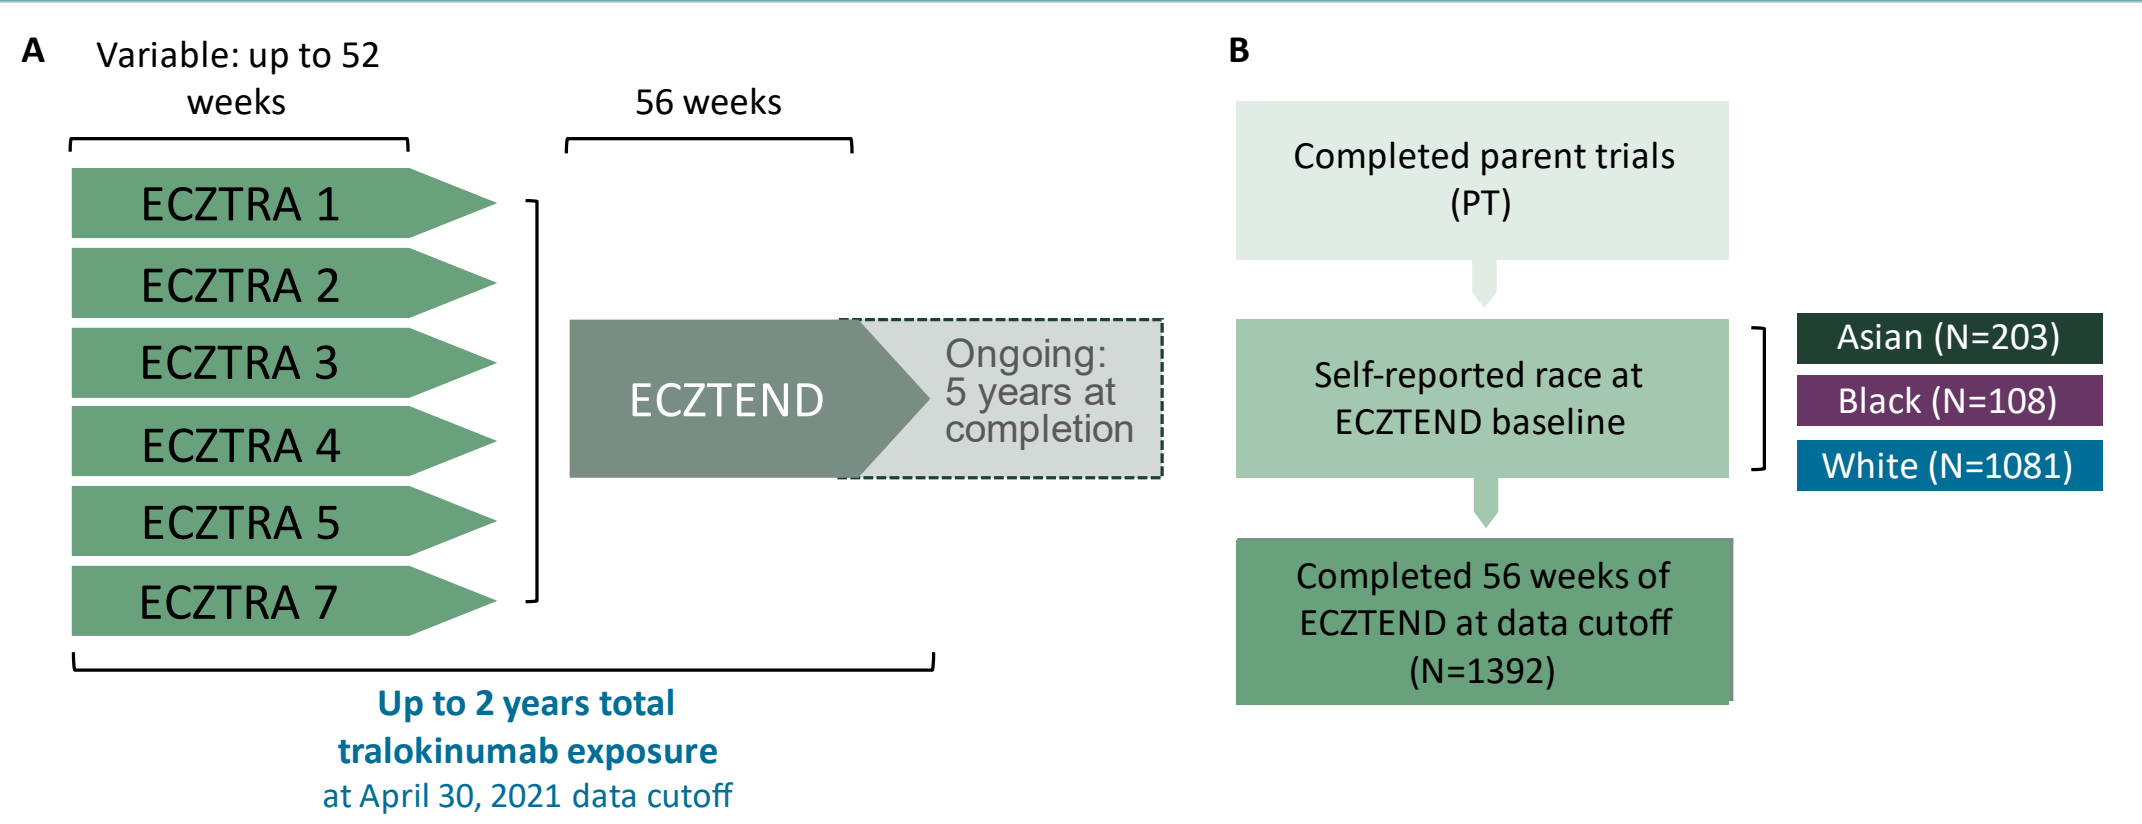 A
Variable: up to 52
weeks
56 weeks
ECZTRA 1
ECZTRA 2
ECZTRA 3
ECZTRA 4
ECZTRA 5
ECZTRA 7
ECZTEND
Ongoing:
5 years at
completion
Up to 2 years total
tralokinumab exposure
at April 30, 2021 data cutoff
B
Completed parent trials
(PT)
Self-reported race at
ECZTEND baseline
Asian (N=203)
Black (N=108)
White (N=1081)
Completed 56 weeks of
ECZTEND at data cutoff
(N=1392)